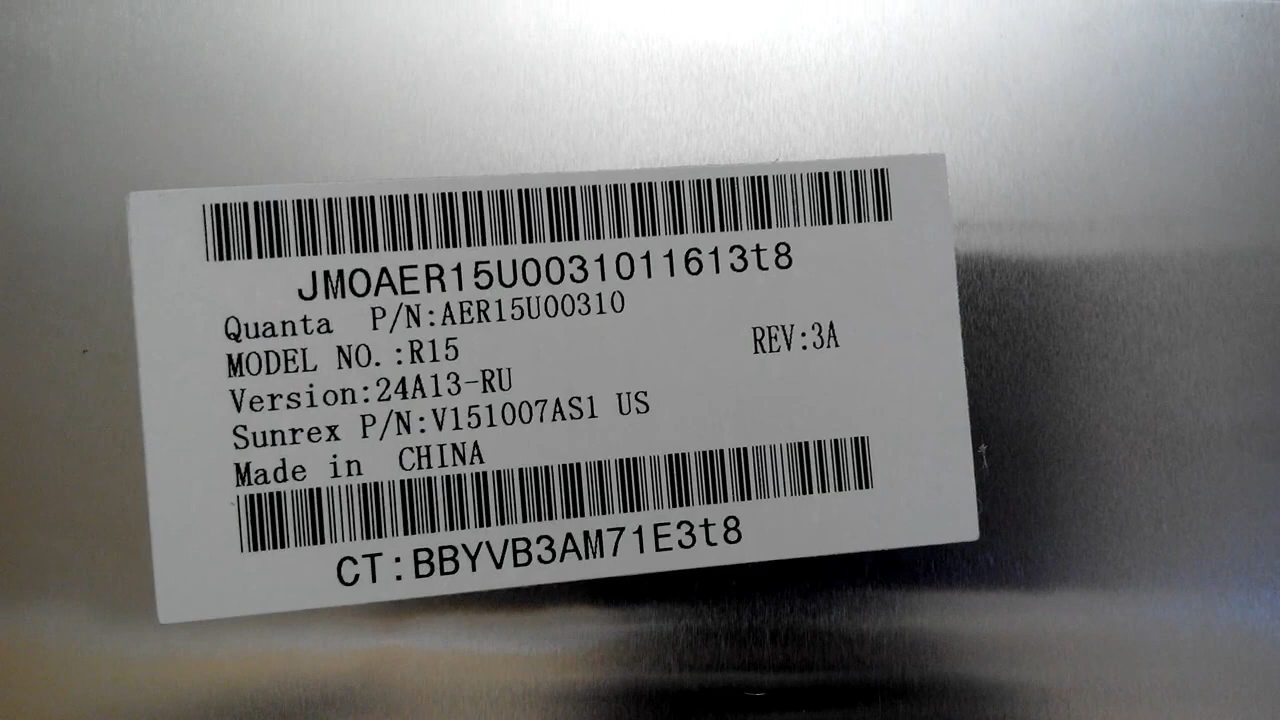 JMOAER15U0031011613t8
Quanta P/N:AER15U00310
MODEL NO.:R15 REV:3A
Version:24A13-RU
Sunrex P/N:V151007AS1 US
Made in CHINA
CT:BBYVB3AM71E3t8